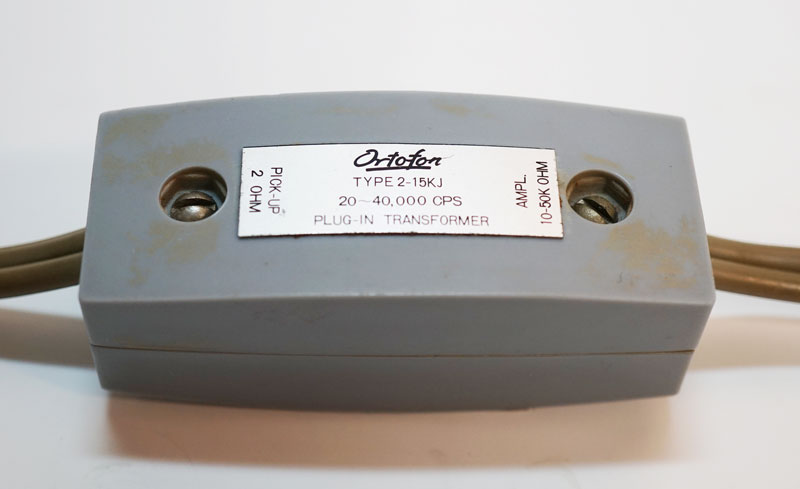 Ortofon
TYPE 2-15KJ
20~40,000 CPS
PLUG-IN TRANSFORMER
PICK-UP
2 OHM
AMPL.
10-50K OHM